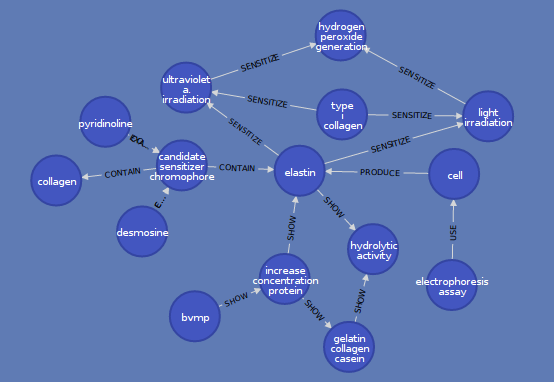 hydrogen
peroxide
generation
SENSITIZE
SENSITIZE
ultraviolet
a.
irradiation
SENSITIZE
type
i
collagen
SENSITIZE
light
irradiation
pyridinoline
SENSITIZE
SENSITIZE
candidate
sensitizer
chromophore
CONTAIN
CONTAIN
collagen
elastin
PRODUCE
cell
E...
SHOW
desmosine
SHOW
hydrolytic
activity
USE
increase
concentration
protein
electrophoresis
assay
SHOW
SHOW
SHOW
bvmp
gelatin
collagen
casein